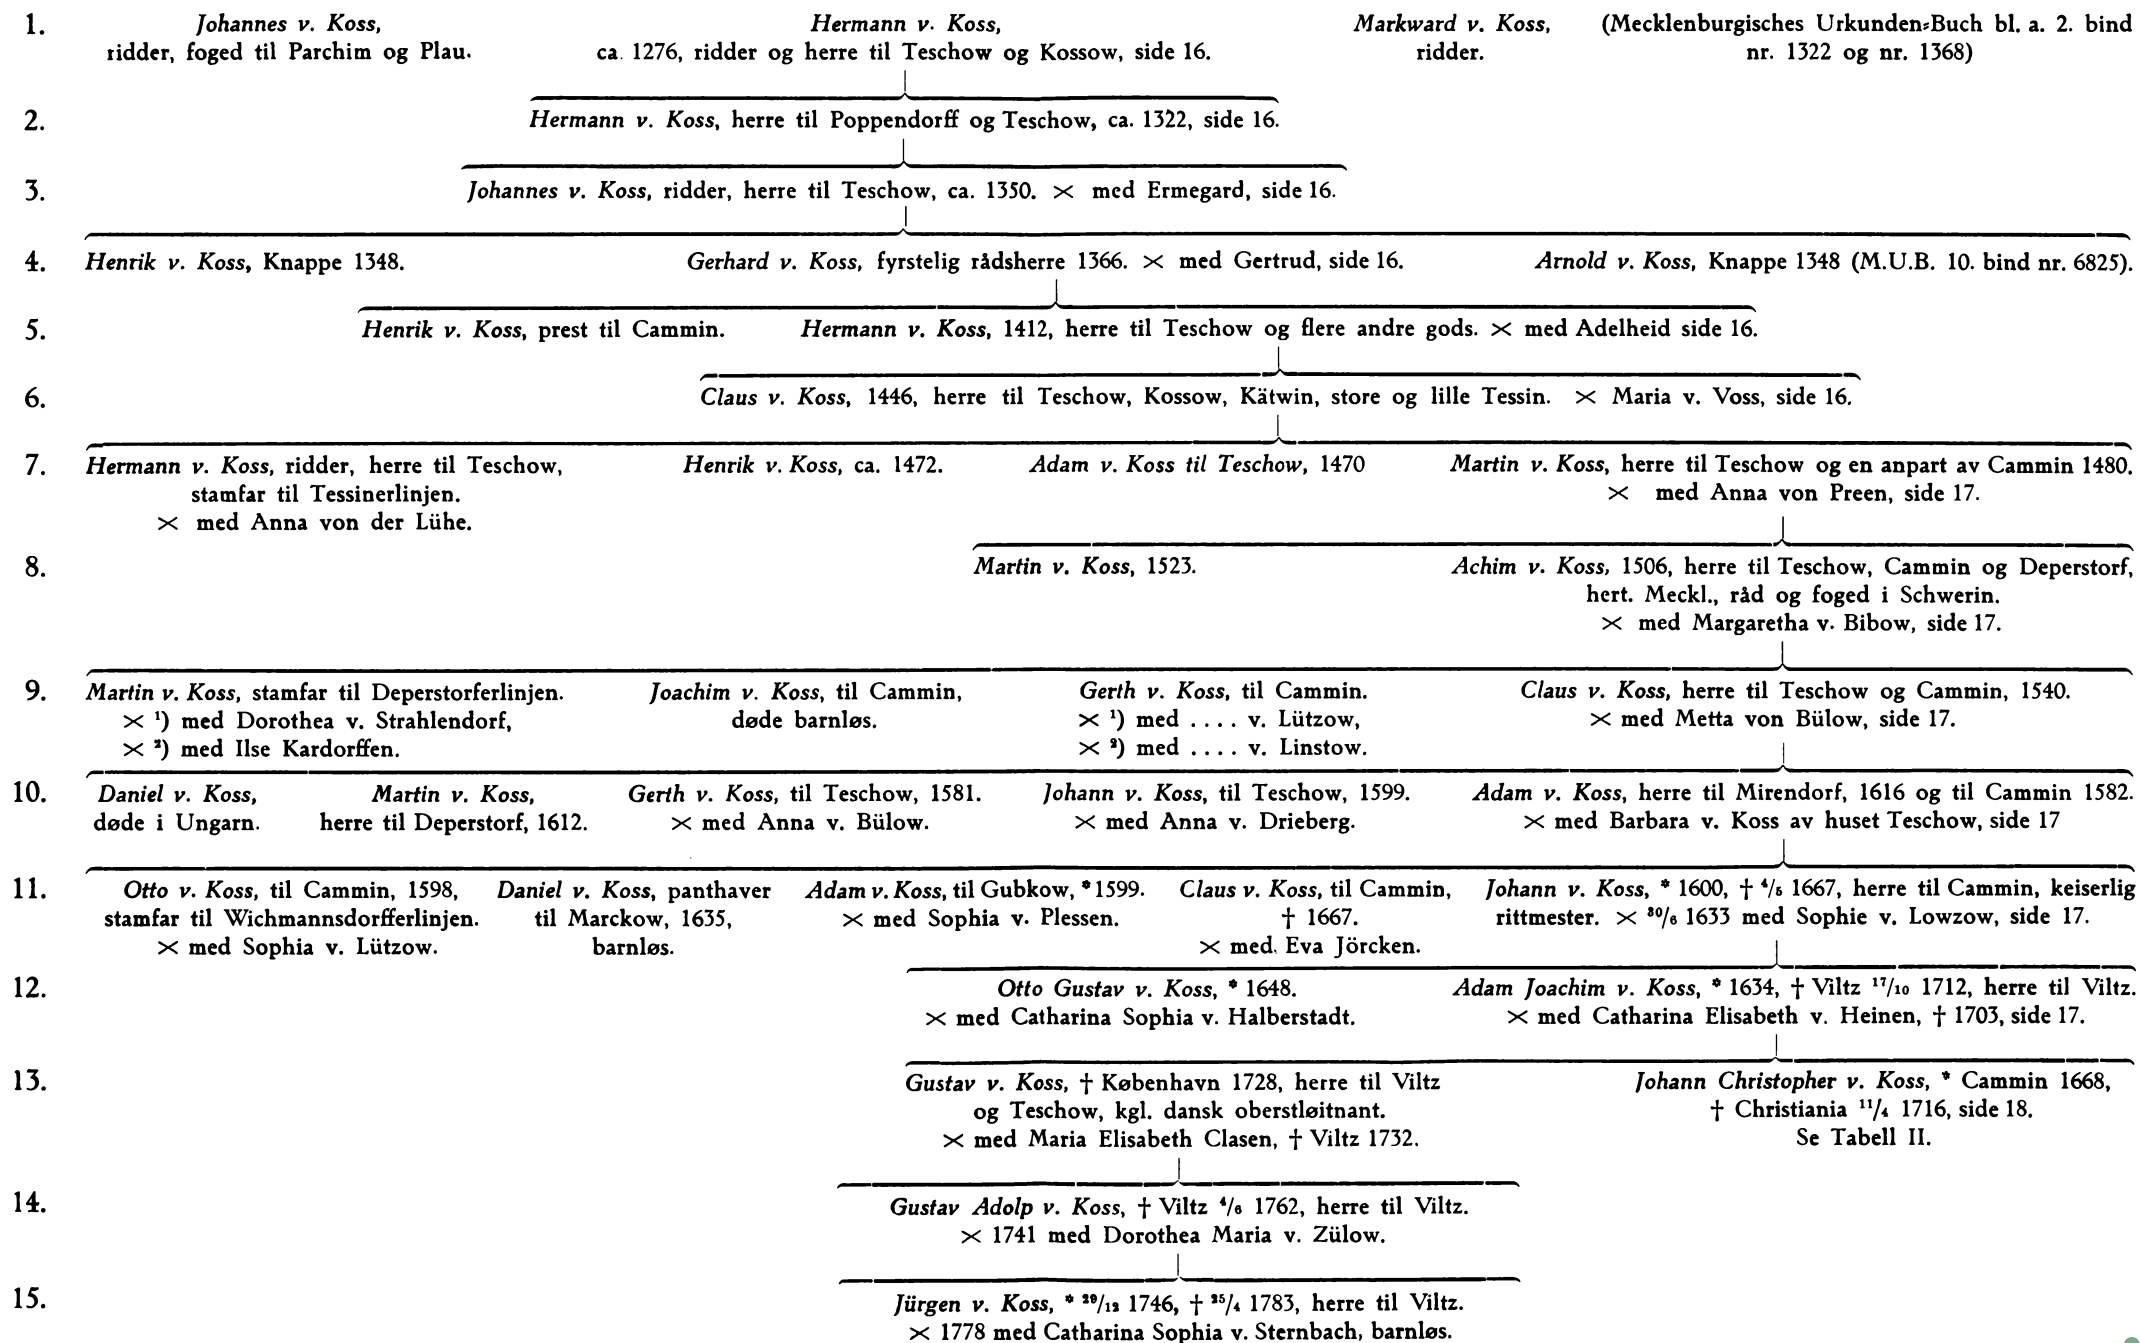 1. Johannes v. Koss, Hermann v. Koss, Markward v. Koss, (Mecklenburgisches Urkunden-Buch bl. a. 2. bind
ridder, foged til Parchim og Plau. ca. 1276, ridder og herre til Teschow og Kossow, side 16. ridder. nr. 1322 og nr. 1368)
2. Hermann v. Koss, herre til Poppendorff og Teschow, ca. 1322, side 16.
3. Johannes v. Koss, ridder, herre til Teschow, ca. 1350. × med Ermegard, side 16.
4. Henrik v. Koss, Knappe 1348. Gerhard v. Koss, fyrstelig rådsherre 1366. × med Gertrud, side 16. Arnold v. Koss, Knappe 1348 (M.U.B. 10. bind nr. 6825).
5. Henrik v. Koss, prest til Cammin. Hermann v. Koss, 1412, herre til Teschow og flere andre gods. × med Adelheid side 16.
6. Claus v. Koss, 1446, herre til Teschow, Kossow, Kätwin, store og lille Tessin. × Maria v. Voss, side 16.
7. Hermann v. Koss, ridder, herre til Teschow, Henrik v. Koss, ca. 1472. Adam v. Koss til Teschow, 1470 Martin v. Koss, herre til Teschow og en anpart av Cammin 1480.
stamfar til Tessinerlinjen. × med Anna von Preen, side 17.
× med Anna von der Lühe.
8. Martin v. Koss, 1523. Achim v. Koss, 1506, herre til Teschow, Cammin og Deperstorf,
hert. Meckl., råd og foged i Schwerin.
× med Margaretha v. Bibow, side 17.
9. Martin v. Koss, stamfar til Deperstorferlinjen. Joachim v. Koss, til Cammin, Gerth v. Koss, til Cammin. Claus v. Koss, herre til Teschow og Cammin, 1540.
× ¹) med Dorothea v. Strahlendorf, døde barnløs. × ¹) med .... v. Lützow, × med Metta von Bülow, side 17.
× ²) med Ilse Kardorffen. × ²) med .... v. Linstow.
10. Daniel v. Koss, Martin v. Koss, Gerth v. Koss, til Teschow, 1581. Johann v. Koss, til Teschow, 1599. Adam v. Koss, herre til Mirendorf, 1616 og til Cammin 1582.
døde i Ungarn. herre til Deperstorf, 1612. × med Anna v. Bülow. × med Anna v. Drieberg. × med Barbara v. Koss av huset Teschow, side 17
11. Otto v. Koss, til Cammin, 1598, Daniel v. Koss, panthaver Adam v. Koss, til Gubkow, * 1599. Claus v. Koss, til Cammin, Johann v. Koss, * 1600, † ⁴/₅ 1667, herre til Cammin, keiserlig
stamfar til Wichmannsdorfferlinjen. til Marckow, 1635, × med Sophia v. Plessen. † 1667. rittmester. × ³⁰/₆ 1633 med Sophie v. Lowzow, side 17.
× med Sophia v. Lützow. barnløs. × med. Eva Jörcken.
12. Otto Gustav v. Koss, * 1648. Adam Joachim v. Koss, * 1634, † Viltz ¹⁷/₁₀ 1712, herre til Viltz.
× med Catharina Sophia v. Halberstadt. × med Catharina Elisabeth v. Heinen, † 1703, side 17.
13. Gustav v. Koss, † København 1728, herre til Viltz Johann Christopher v. Koss, * Cammin 1668,
og Teschow, kgl. dansk oberstløitnant. † Christiania ¹¹/₄ 1716, side 18.
× med Maria Elisabeth Clasen, † Viltz 1732. Se Tabell II.
14. Gustav Adolp v. Koss, † Viltz ⁴/₆ 1762, herre til Viltz.
× 1741 med Dorothea Maria v. Zülow.
15. Jürgen v. Koss, * ²⁹/₁₂ 1746, † ²⁵/₄ 1783, herre til Viltz.
× 1778 med Catharina Sophia v. Sternbach, barnløs.